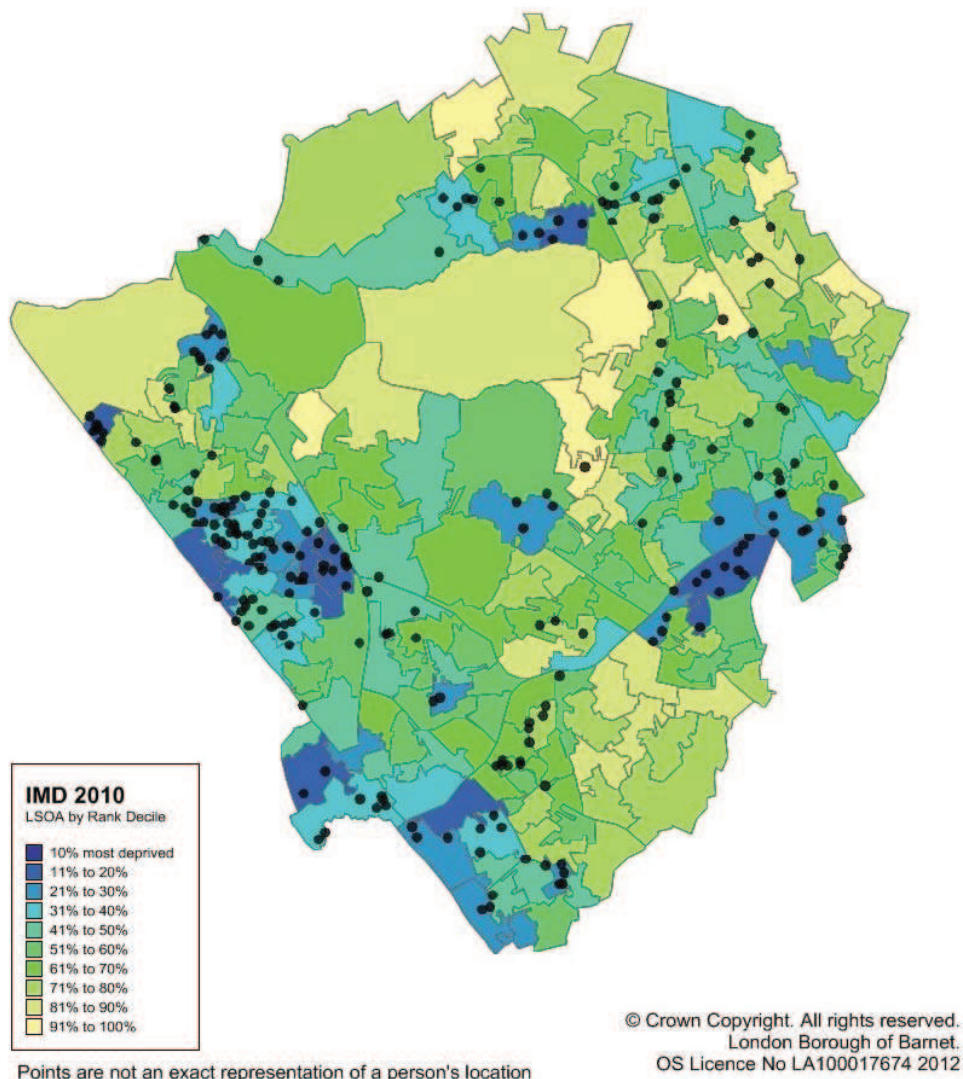 IMD 2010
LSOA by Rank Decile
10% most deprived
11% to 20%
21% to 30%
31% to 40%
41% to 50%
51% to 60%
61% to 70%
71% to 80%
81% to 90%
91% to 100%
© Crown Copyright. All rights reserved.
London Borough of Barnet.
OS Licence No LA100017674 2012
Points are not an exact representation of a person's location